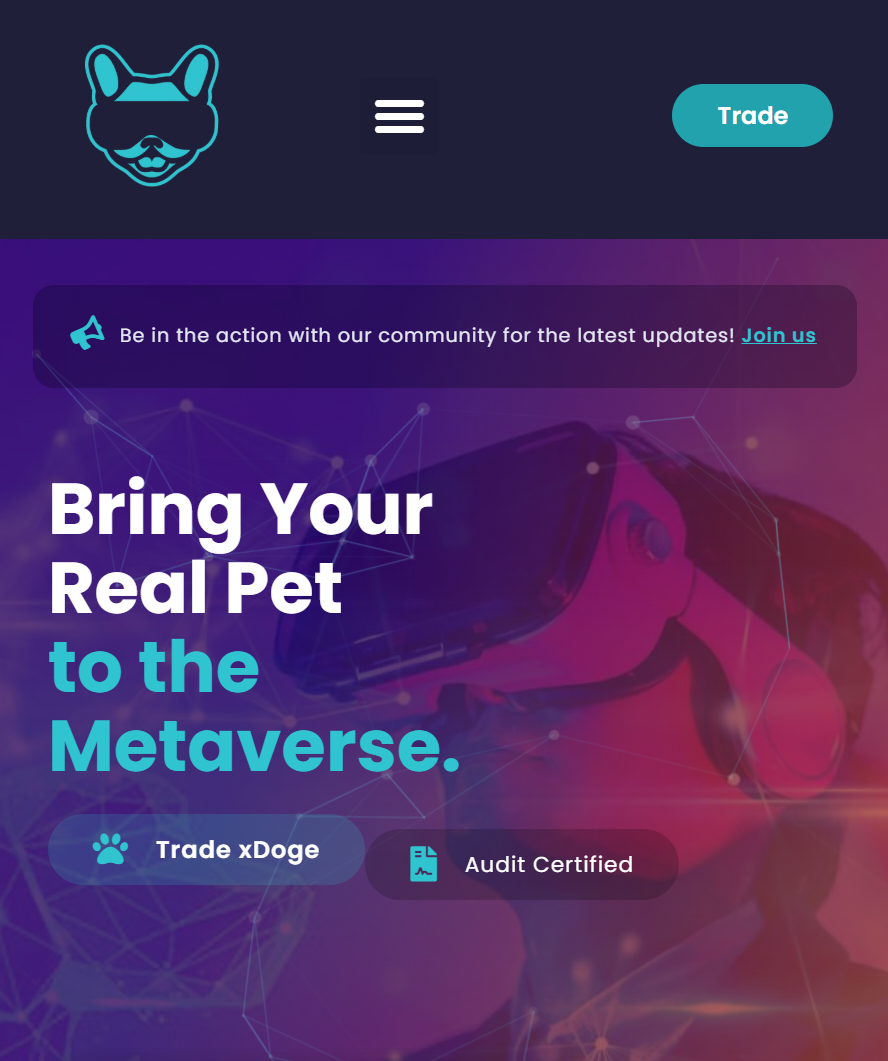 Trade
Be in the action with our community for the latest updates! Join us
Bring Your
Real Pet
to the
Metaverse.
Trade xDoge
Audit Certified